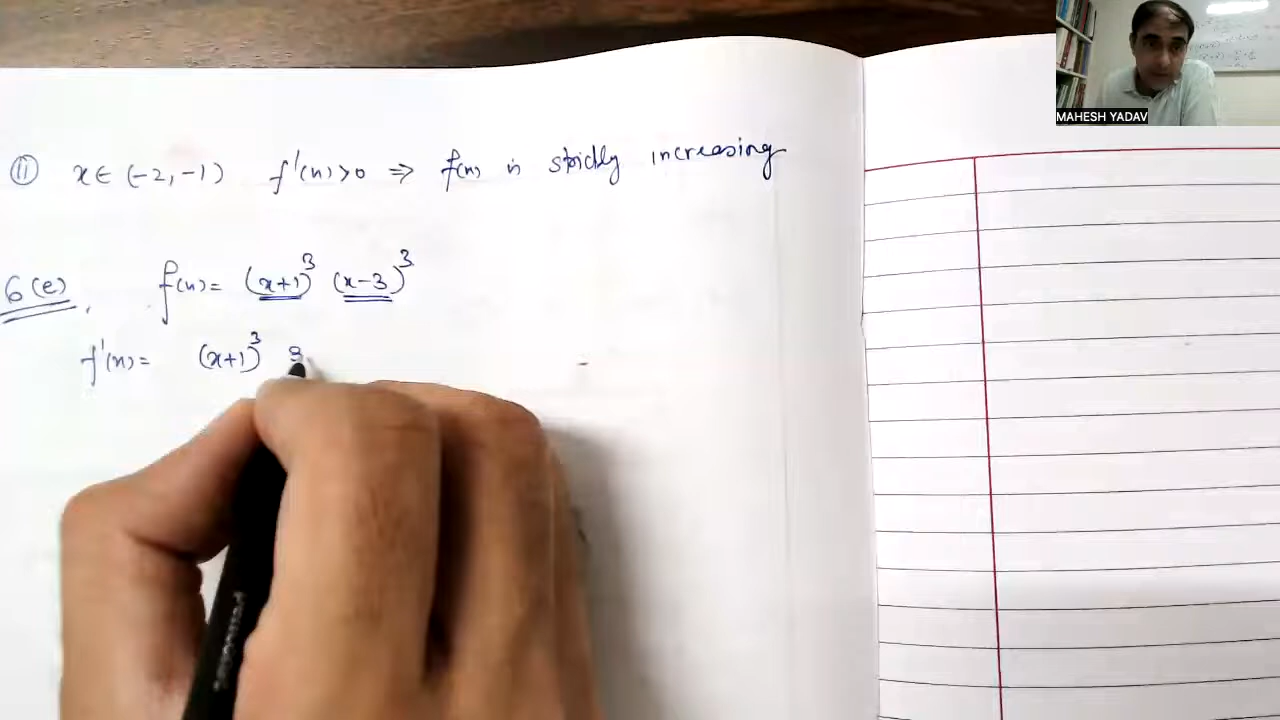 (ii) x ∈ (-2, -1) f'(x) > 0 ⇒ f(x) is strictly increasing
6(e), f(x) = (x+1)³ (x-3)³
f'(x) = (x+1)³ 3
MAHESH YADAV